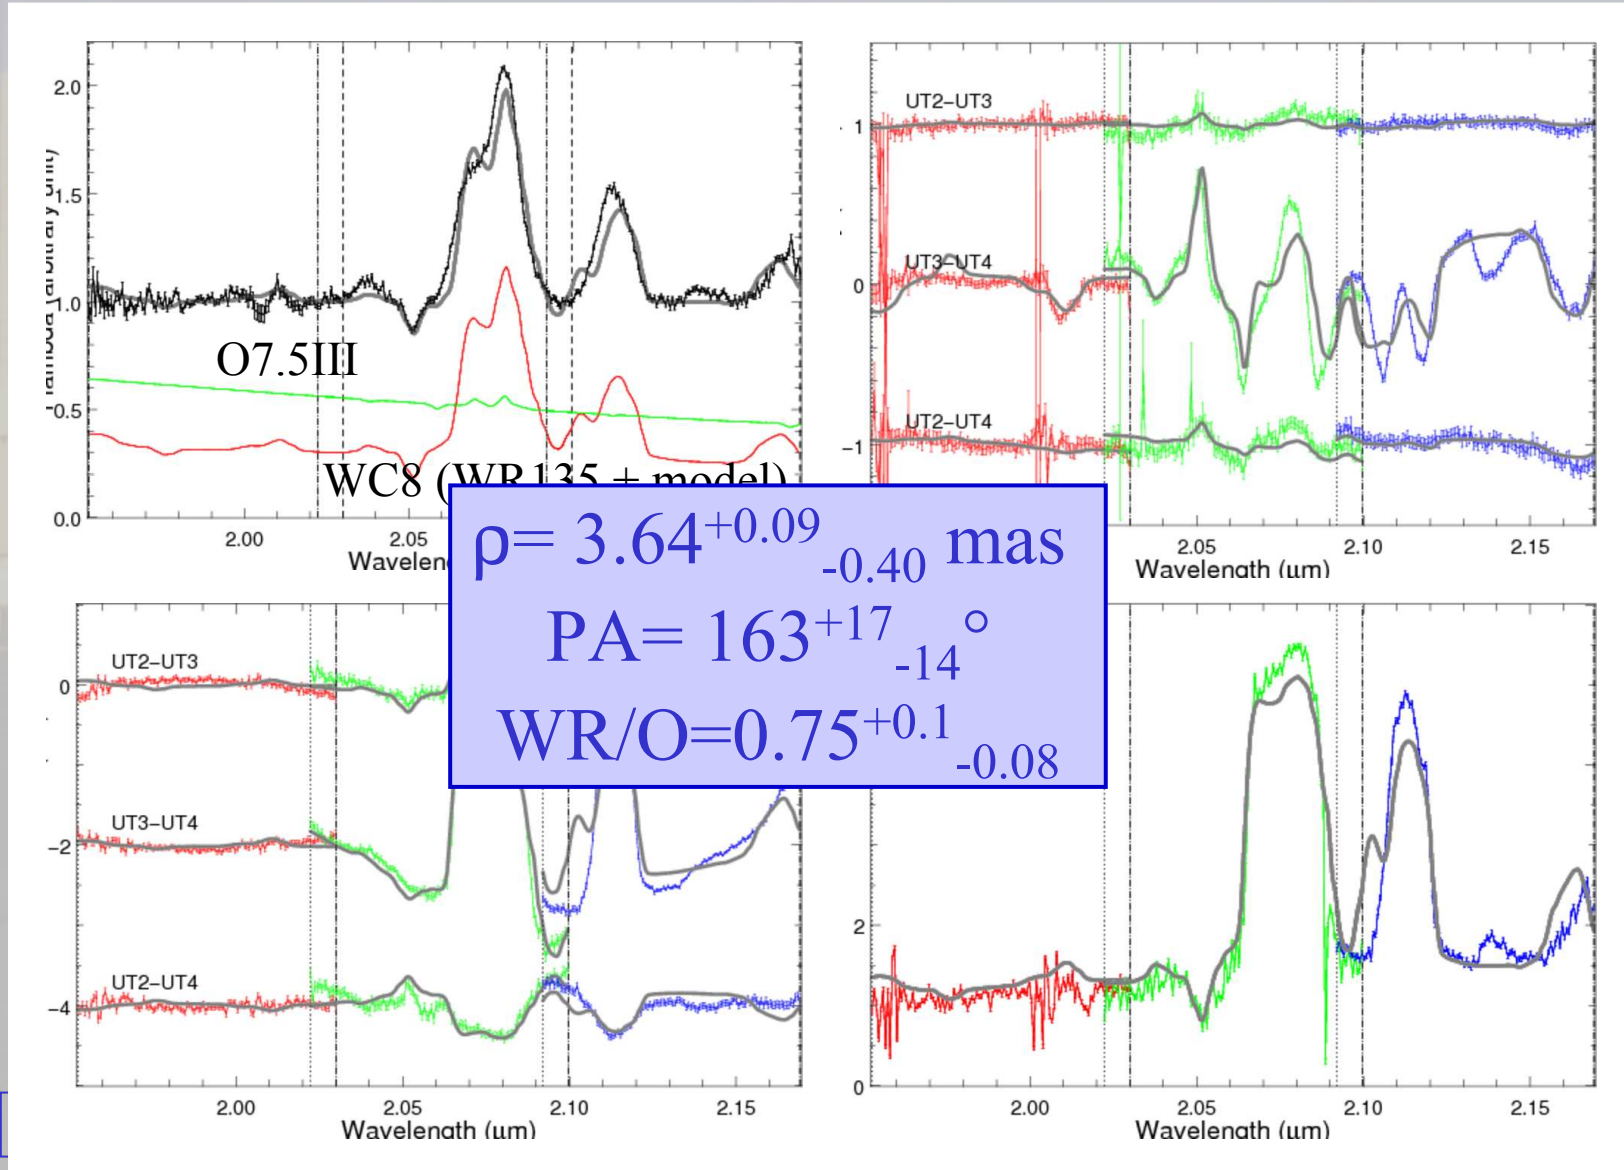 2.0
1.5
1.0
0.5
0.0
(arbitrary unit)
O7.5III
WC8 (WR135 + model)
2.00
2.05
UT2-UT3
UT3-UT4
UT2-UT4
1
0
-1
2.05
2.10
2.15
Wavelength (μm)
ρ= 3.64+0.09-0.40 mas
PA= 163+17-14°
WR/O=0.75+0.1-0.08
UT2-UT3
UT3-UT4
UT2-UT4
0
-2
-4
2.00
2.05
2.10
2.15
Wavelength (μm)
2
0
2.00
2.05
2.10
2.15
Wavelength (μm)